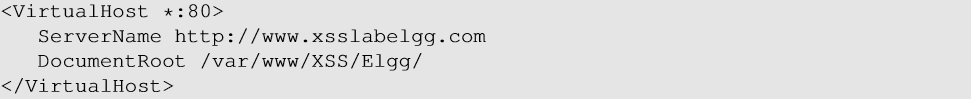 <VirtualHost *:80>
ServerName http://www.xsslabelgg.com
DocumentRoot /var/www/XSS/Elgg/
</VirtualHost>